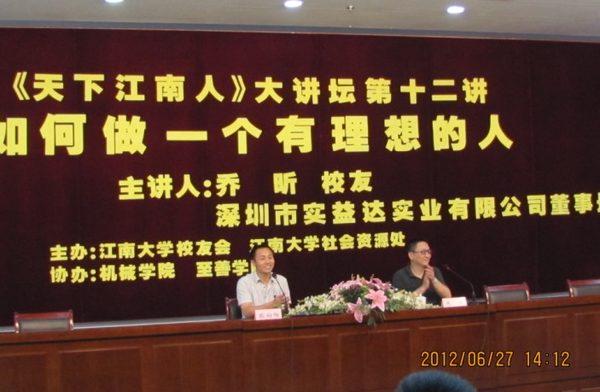 《天下江南人》大讲坛第十二讲
如何做一个有理想的人
主讲人:乔 昕 校友
深圳市实益达实业有限公司董事
主办:江南大学校友会 江南大学社会资源处
协办:机械学院 至善学
2012/06/27 14:12